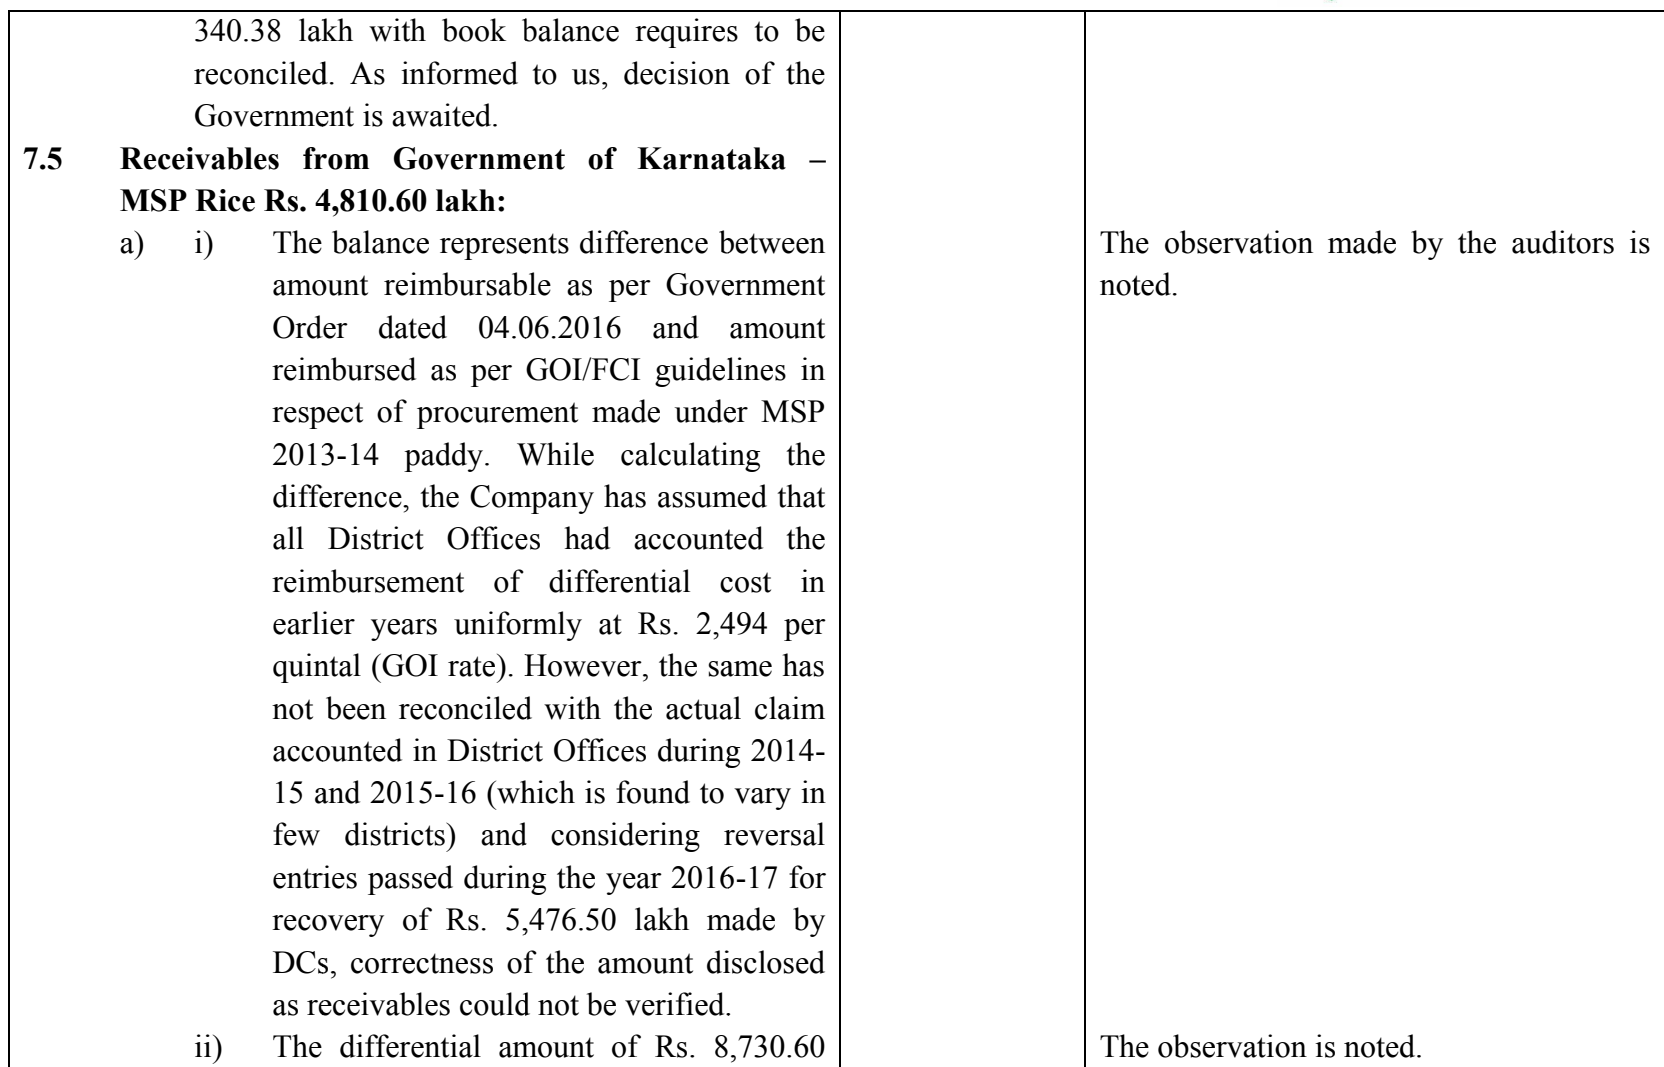 340.38 lakh with book balance requires to be
reconciled. As informed to us, decision of the
Government is awaited.
7.5 Receivables from Government of Karnataka –
MSP Rice Rs. 4,810.60 lakh:
a) i) The balance represents difference between
amount reimbursable as per Government
Order dated 04.06.2016 and amount
reimbursed as per GOI/FCI guidelines in
respect of procurement made under MSP
2013-14 paddy. While calculating the
difference, the Company has assumed that
all District Offices had accounted the
reimbursement of differential cost in
earlier years uniformly at Rs. 2,494 per
quintal (GOI rate). However, the same has
not been reconciled with the actual claim
accounted in District Offices during 2014-
15 and 2015-16 (which is found to vary in
few districts) and considering reversal
entries passed during the year 2016-17 for
recovery of Rs. 5,476.50 lakh made by
DCs, correctness of the amount disclosed
as receivables could not be verified.
The observation made by the auditors is
noted.
ii) The differential amount of Rs. 8,730.60
The observation is noted.